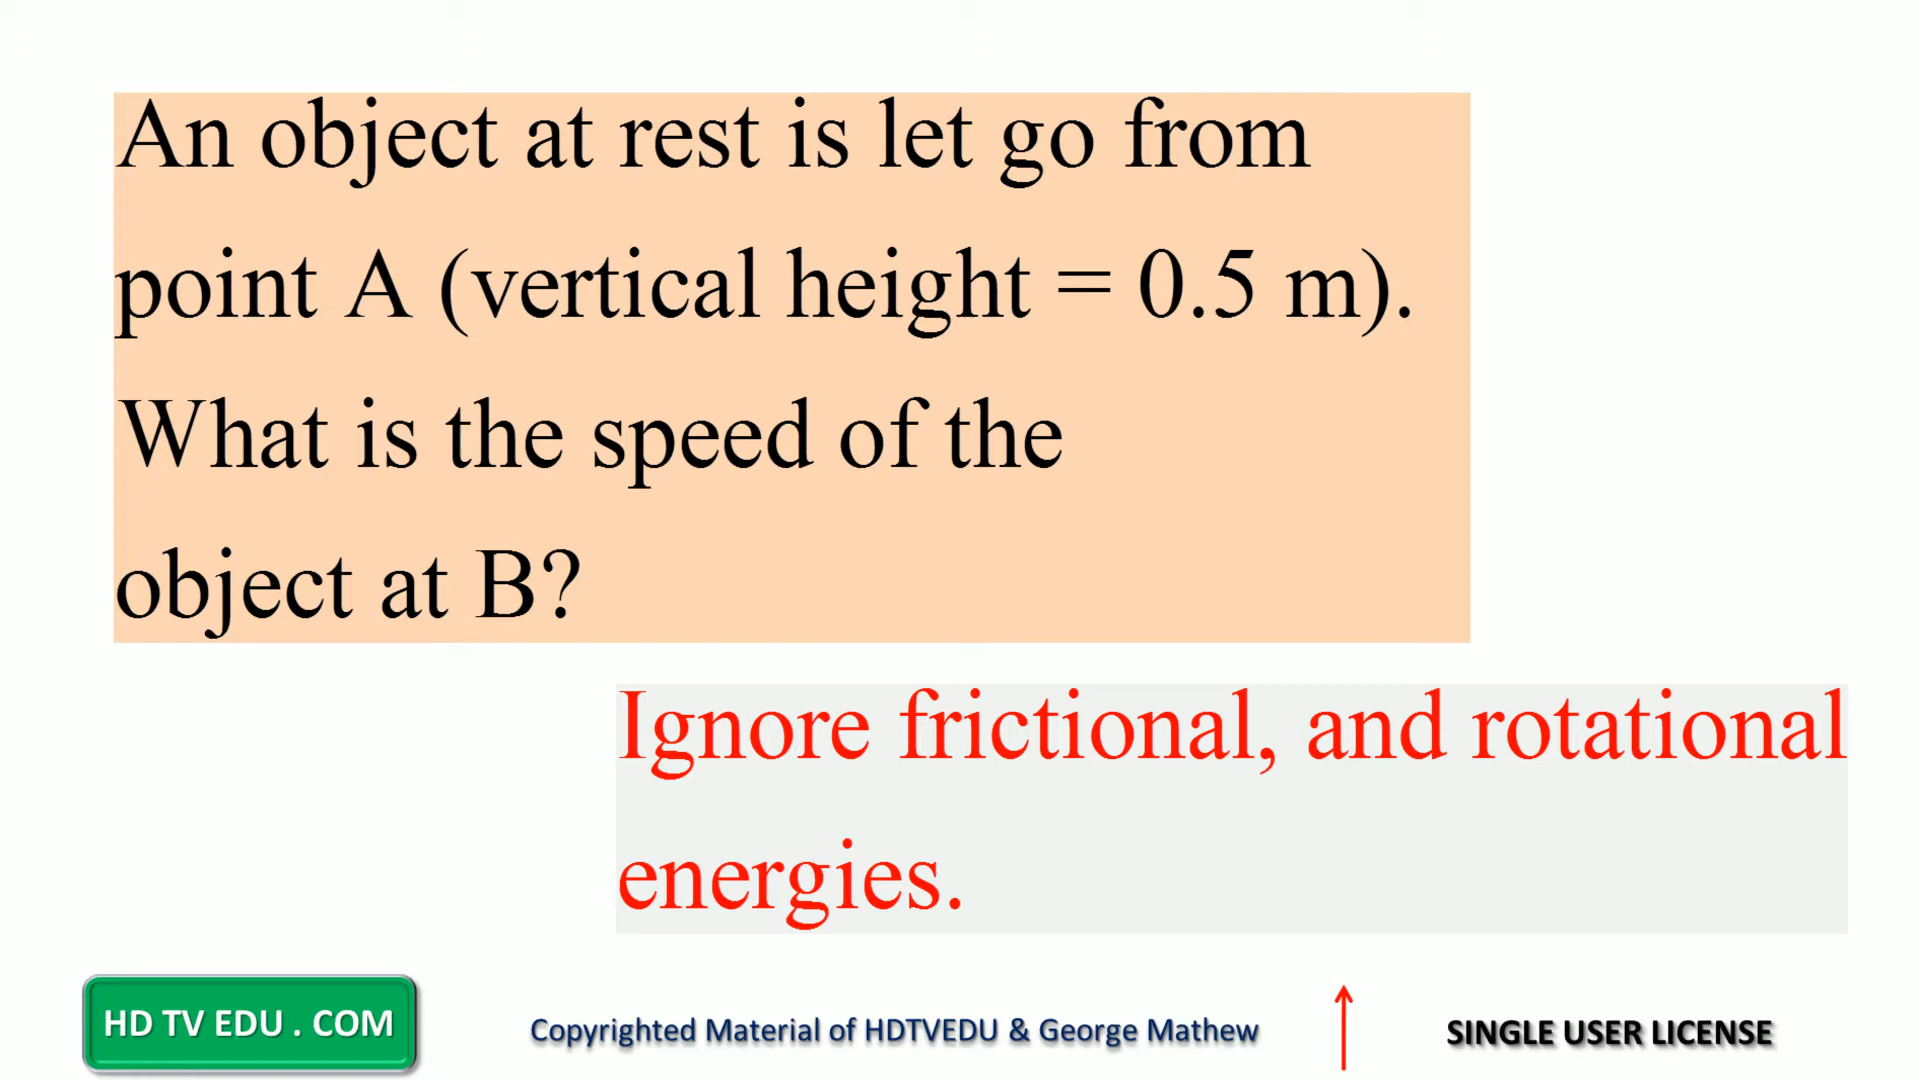 An object at rest is let go from
point A (vertical height = 0.5 m).
What is the speed of the
object at B?
Ignore frictional, and rotational
energies.
HD TV EDU . COM
Copyrighted Material of HDTVEDU & George Mathew
SINGLE USER LICENSE